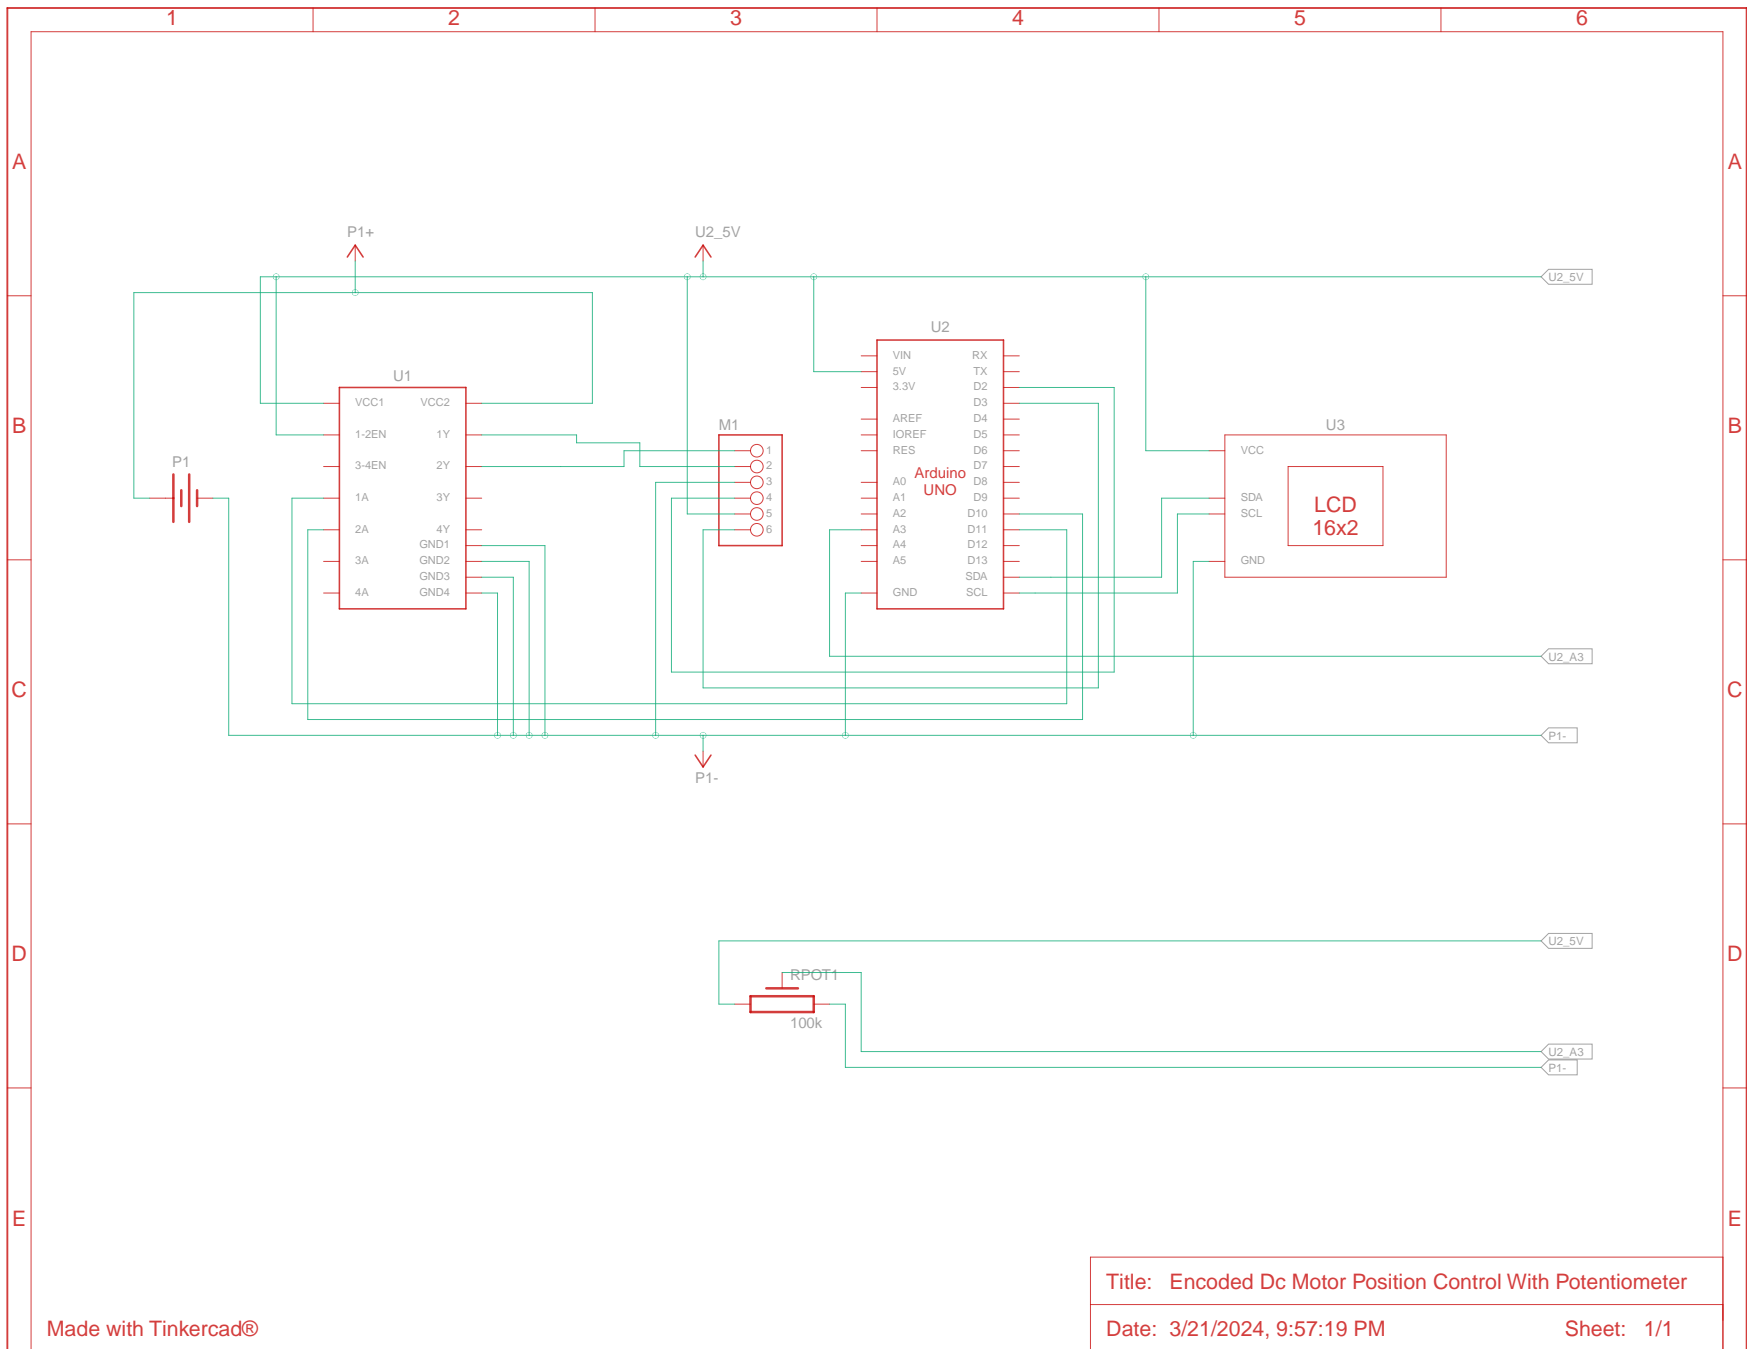 1 2 3 4 5 6
A A
P1+ U2_5V
U2_5V
U2
VIN RX
5V TX
3.3V D2
D3
AREF D4
IOREF D5
RES D6
D7
A0 D8
A1 D9
A2 D10
A3 D11
A4 D12
A5 D13
SDA
GND SCL
Arduino
UNO
U1
VCC1 VCC2
1-2EN 1Y
3-4EN 2Y
1A 3Y
2A 4Y
GND1
3A GND2
GND3
4A GND4
B B
P1
M1
1
2
3
4
5
6
U3
VCC
SDA
SCL
GND
LCD
16x2
U2_A3
C C
P1-
P1-
D D
U2_5V
RPOT1
100k
U2_A3
P1-
E E
Title: Encoded Dc Motor Position Control With Potentiometer
Made with Tinkercad®
Date: 3/21/2024, 9:57:19 PM Sheet: 1/1